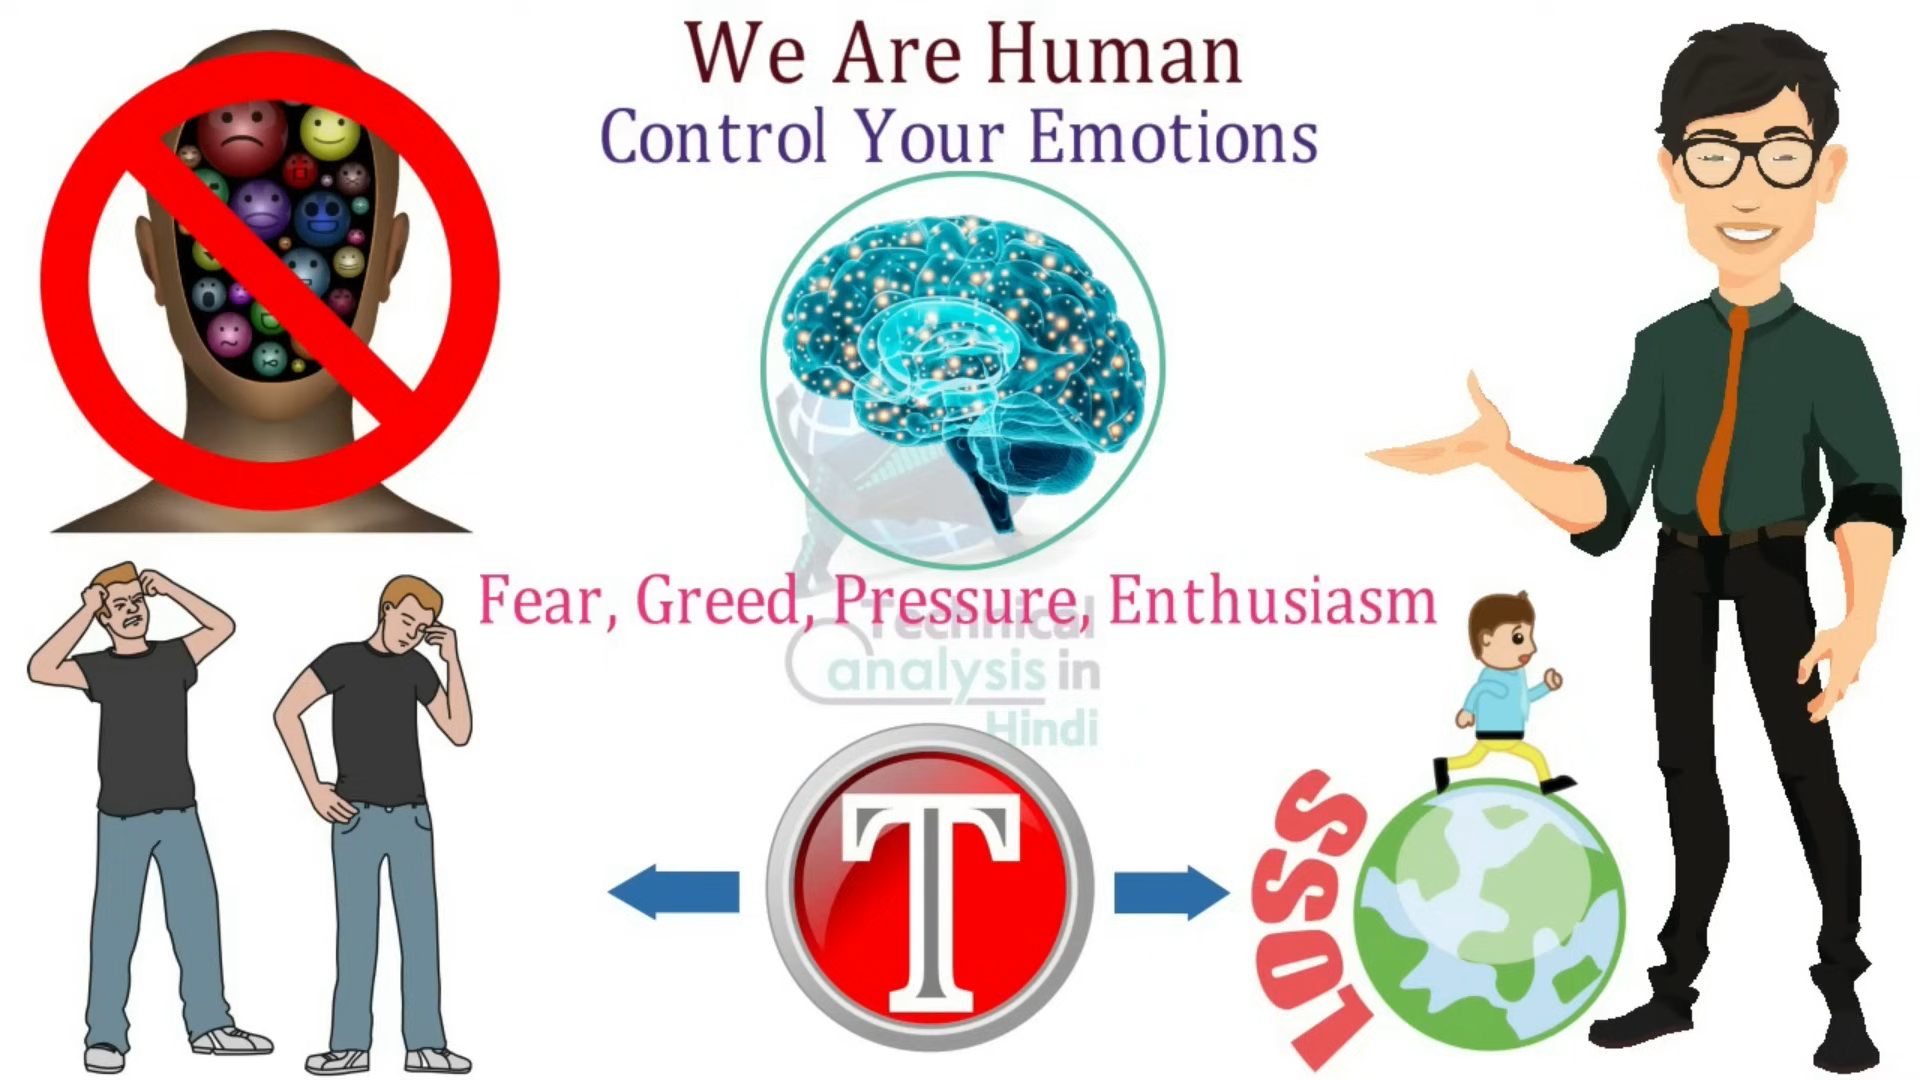 We Are Human
Control Your Emotions
Fear, Greed, Pressure, Enthusiasm
Technical
analysis in
Hindi
T
LOSS